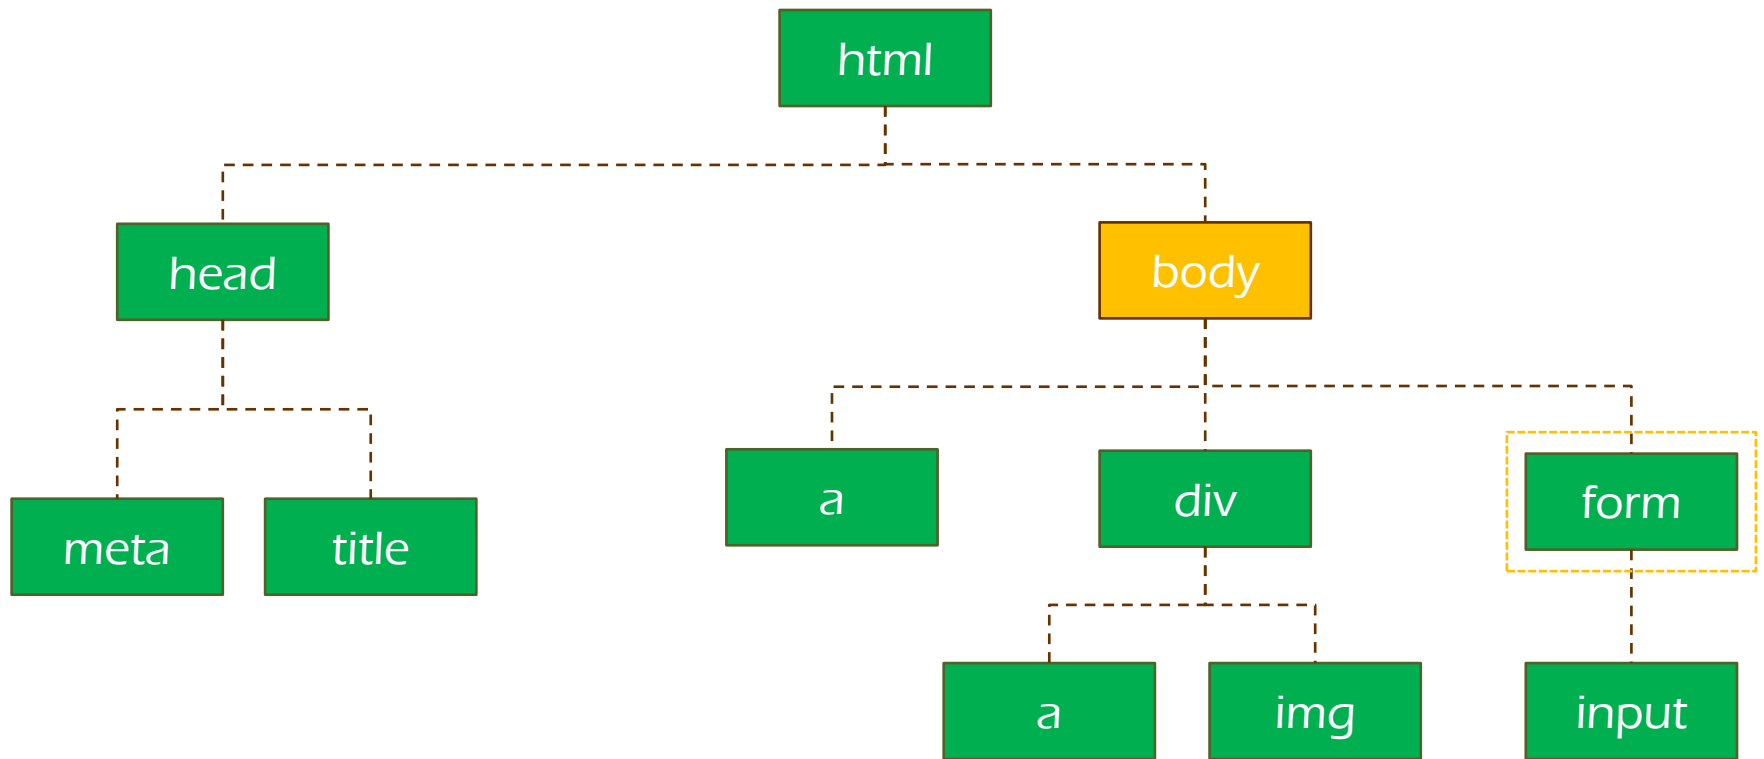 html
head
body
a
div
form
meta
title
a
img
input